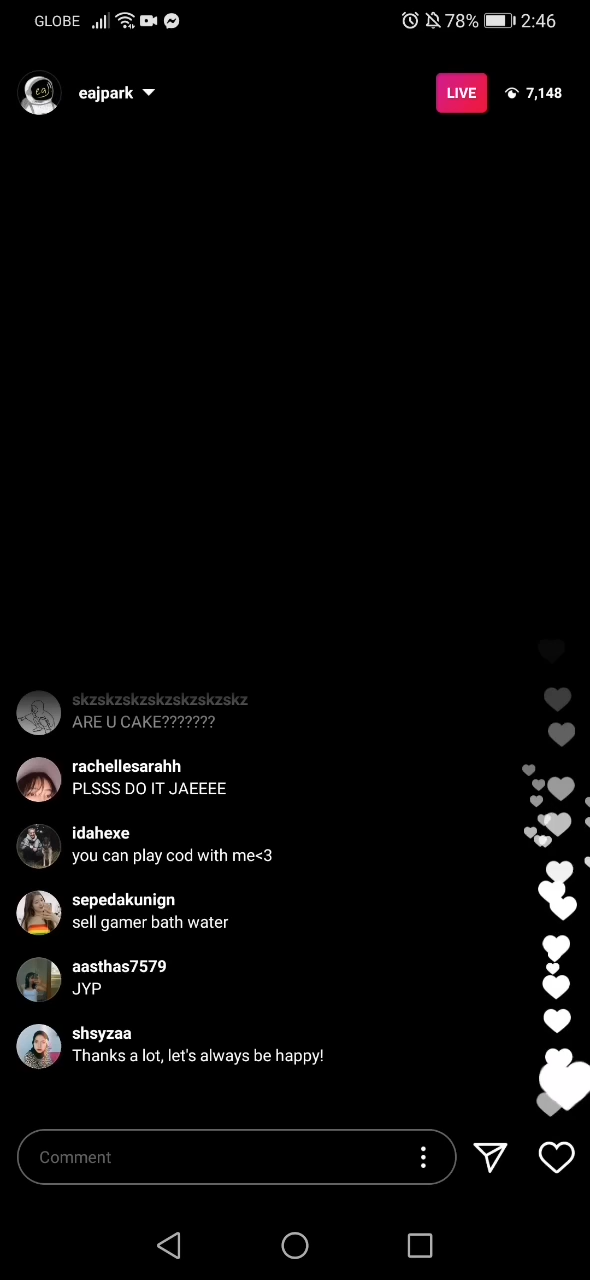 GLOBE 78% 2:46
eaj eajpark LIVE 7,148
skzskzskzskzskzskzskz
ARE U CAKE???????
rachellesarahh
PLSSS DO IT JAEEEE
idahexe
you can play cod with me<3
sepedakunign
sell gamer bath water
aasthas7579
JYP
shsyzaa
Thanks a lot, let's always be happy!
Comment